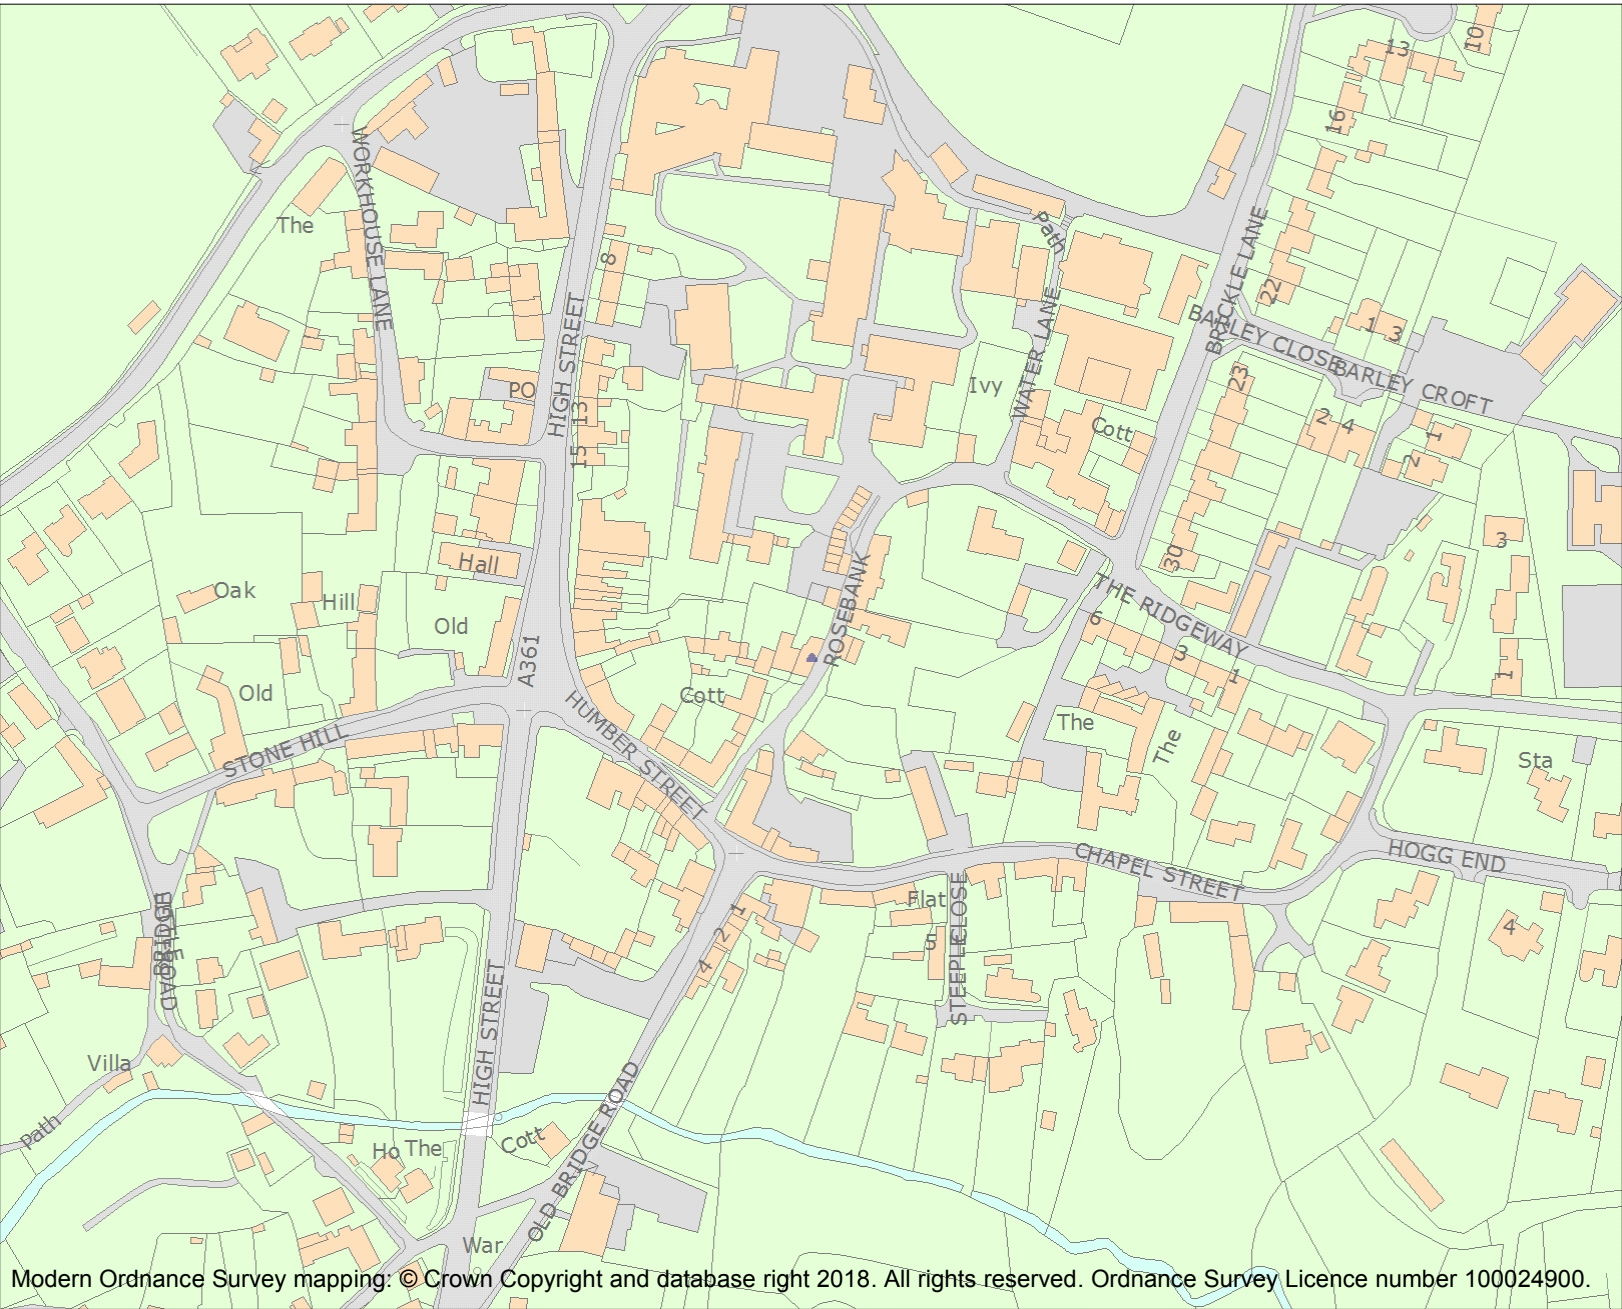 10
13
16
WORKHOUSE LANE
The
Path
8
BRICKLE LANE
22
HIGH STREET
WATER LANE
BARLEY CLOSE
1 3
BARLEY CROFT
PO
13
15
Ivy
Cott
23
2 4
1
2
Hall
30
3
Oak
Hill
Old
A361
ROSEBANK
THE RIDGEWAY
6
3
1
1
Old
Cott
The
The
STONE HILL
HUMBER STREET
Sta
CHAPEL STREET
HOGG END
Flat
STEEPLE CLOSE
5
1
2
4
4
LITTLE
BRIDGE
ROAD
HIGH STREET
Villa
Path
Ho The
Cott
OLD BRIDGE ROAD
War
Modern Ordnance Survey mapping: © Crown Copyright and database right 2018. All rights reserved. Ordnance Survey Licence number 100024900.